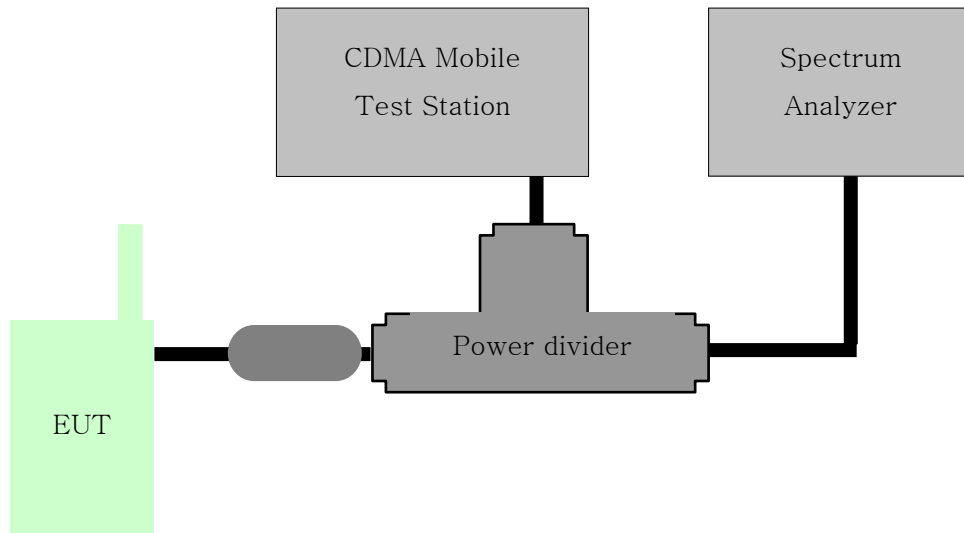 CDMA Mobile
Test Station
Spectrum
Analyzer
Power divider
EUT